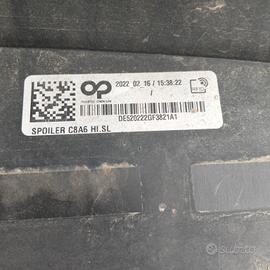 op
2022 02 16 / 15:38:22
/
DE520222GF3821A1
SPOILER C8A6 HI.SL
subito